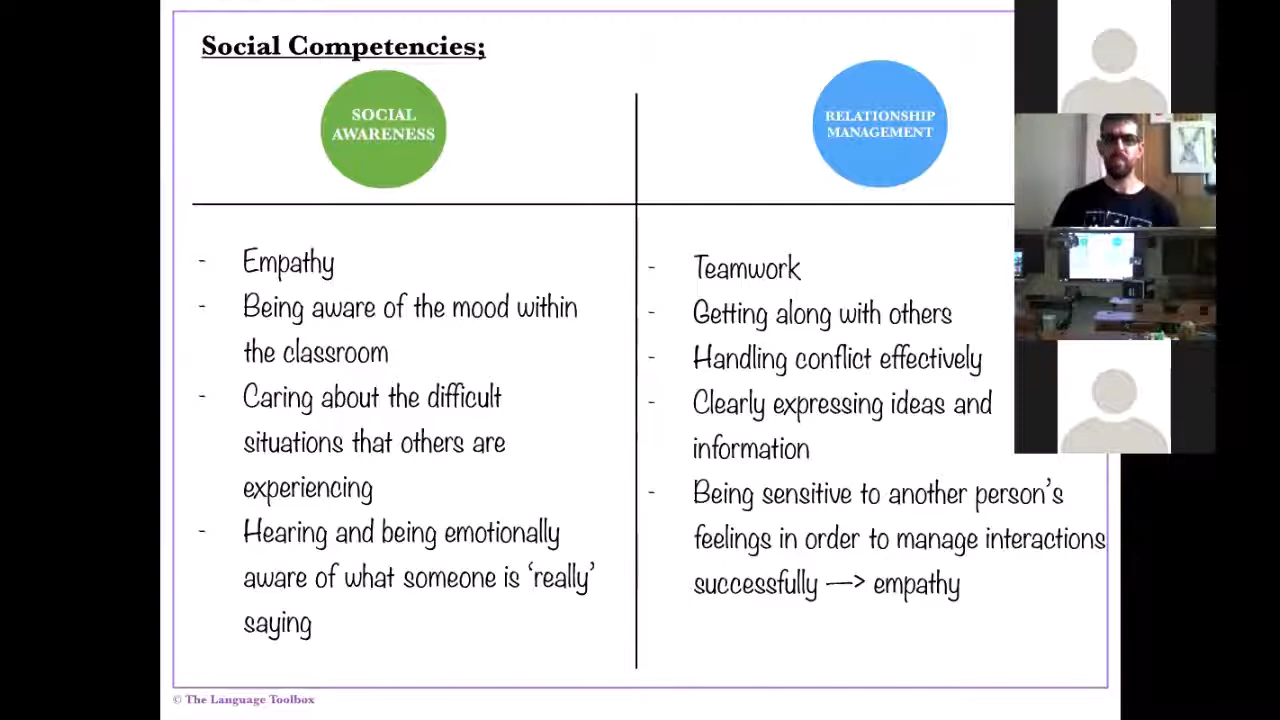 Social Competencies;
SOCIAL
AWARENESS
RELATIONSHIP
MANAGEMENT
- Empathy
- Being aware of the mood within
the classroom
- Caring about the difficult
situations that others are
experiencing
- Hearing and being emotionally
aware of what someone is ‘really’
saying
- Teamwork
- Getting along with others
- Handling conflict effectively
- Clearly expressing ideas and
information
- Being sensitive to another person’s
feelings in order to manage interactions
successfully —> empathy
© The Language Toolbox